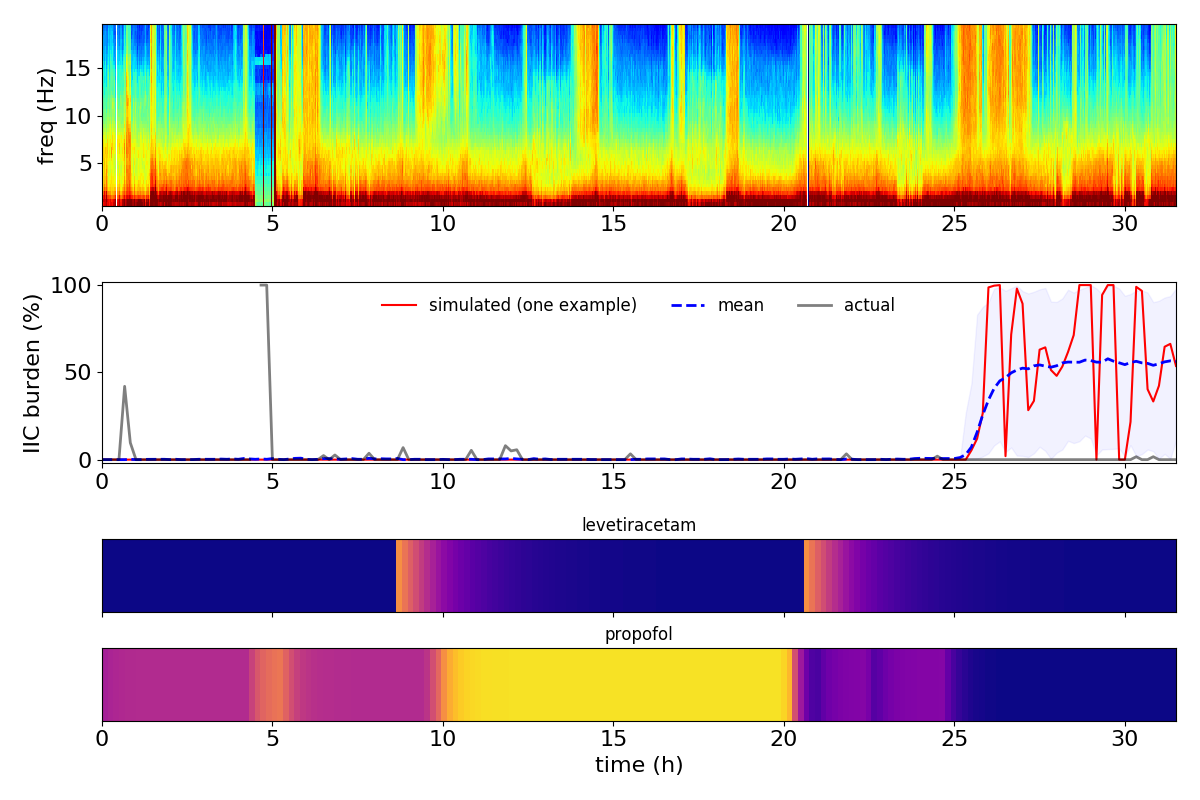 freq (Hz)
15
10
5
0 5 10 15 20 25 30
IIC burden (%)
100
50
0
simulated (one example) mean actual
0 5 10 15 20 25 30
levetiracetam
propofol
0 5 10 15 20 25 30
time (h)